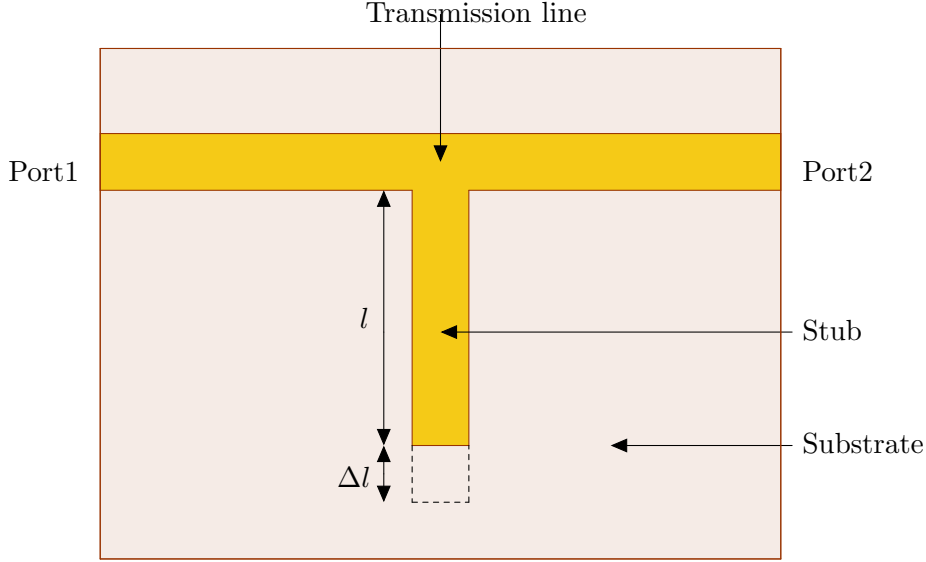 Transmission line
Port1
Port2
l
Stub
Substrate
Δl